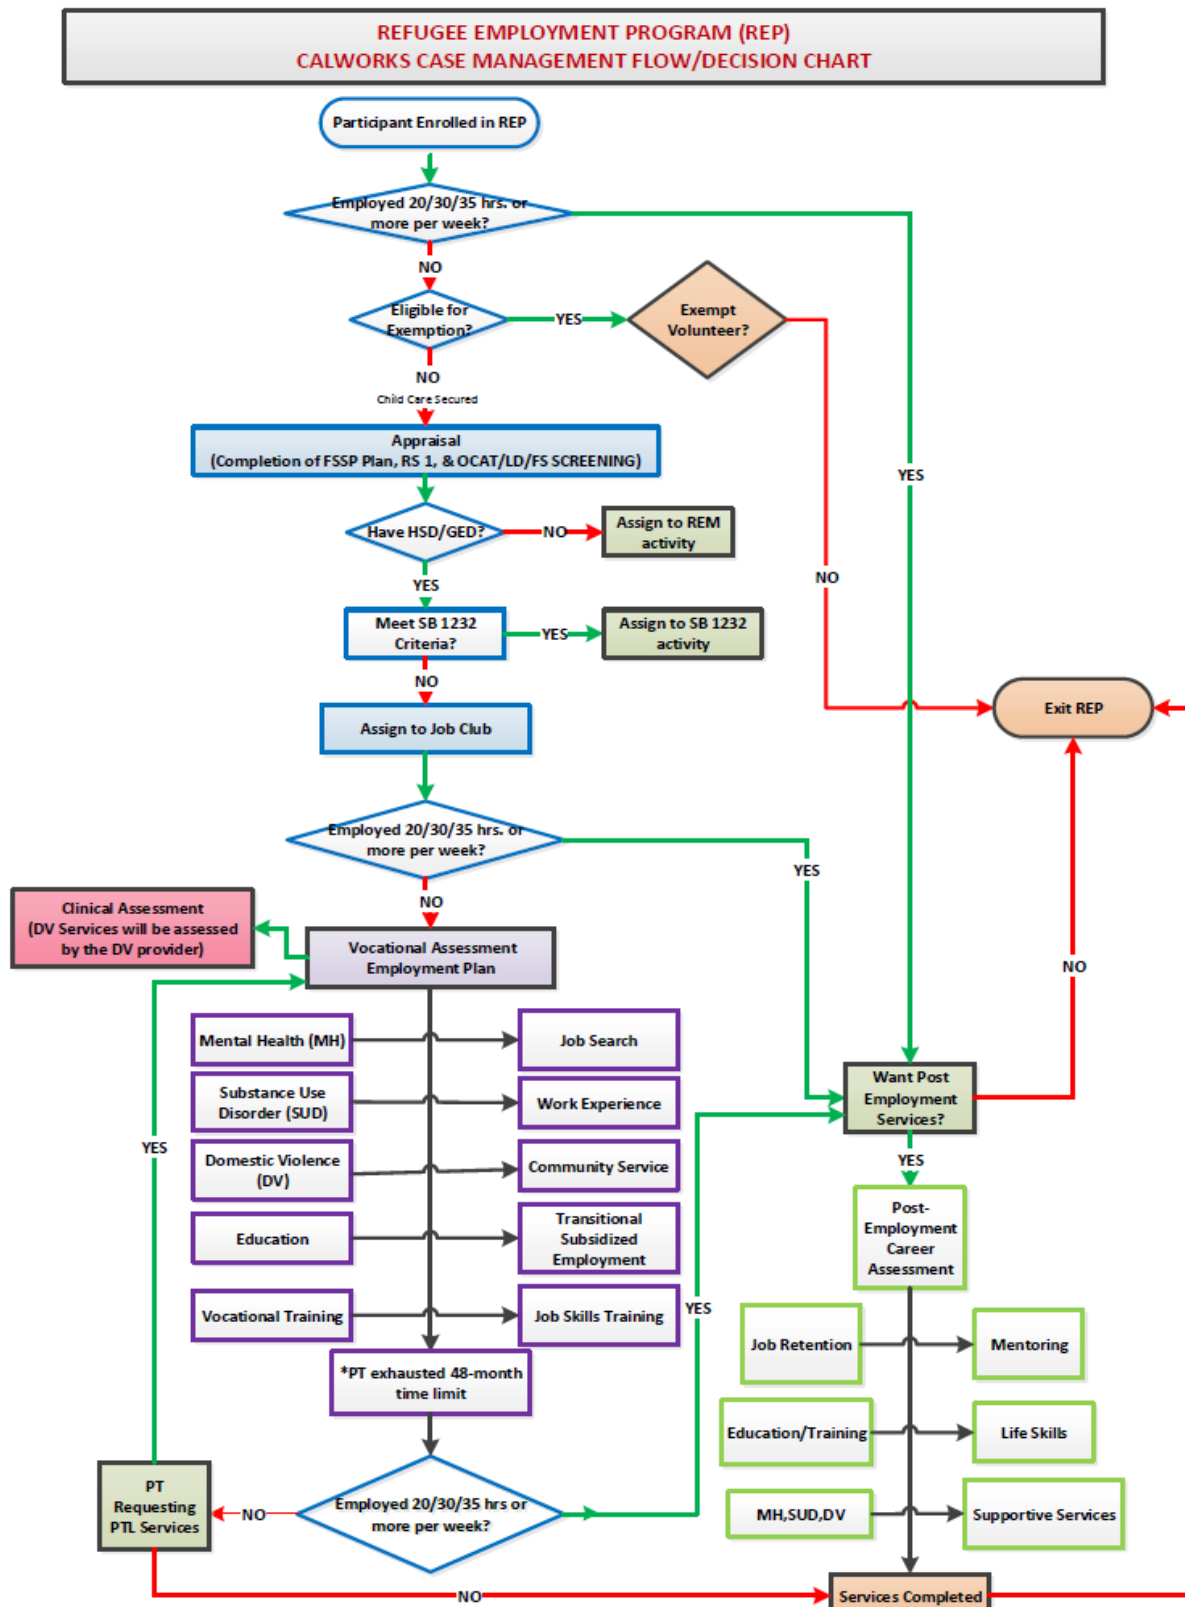 REFUGEE EMPLOYMENT PROGRAM (REP)
CALWORKS CASE MANAGEMENT FLOW/DECISION CHART
Participant Enrolled in REP
Employed 20/30/35 hrs. or
more per week?
NO
YES
Eligible for
Exemption?
YES
Exempt
Volunteer?
NO
NO
Child Care Secured
Appraisal
(Completion of FSSP Plan, RS 1, & OCAT/LD/FS SCREENING)
Have HSD/GED?
NO
Assign to REM
activity
YES
Meet SB 1232
Criteria?
YES
Assign to SB 1232
activity
NO
Assign to Job Club
Exit REP
Employed 20/30/35 hrs. or
more per week?
YES
NO
Clinical Assessment
(DV Services will be assessed
by the DV provider)
Vocational Assessment
Employment Plan
NO
Mental Health (MH)
Job Search
Substance Use
Disorder (SUD)
Work Experience
Want Post
Employment
Services?
YES
YES
Domestic Violence
(DV)
Community Service
Education
Transitional
Subsidized
Employment
Post-
Employment
Career
Assessment
Vocational Training
Job Skills Training
YES
Job Retention
Mentoring
*PT exhausted 48-month
time limit
Education/Training
Life Skills
PT
Requesting
PTL Services
NO
Employed 20/30/35 hrs or
more per week?
MH,SUD,DV
Supportive Services
NO
Services Completed